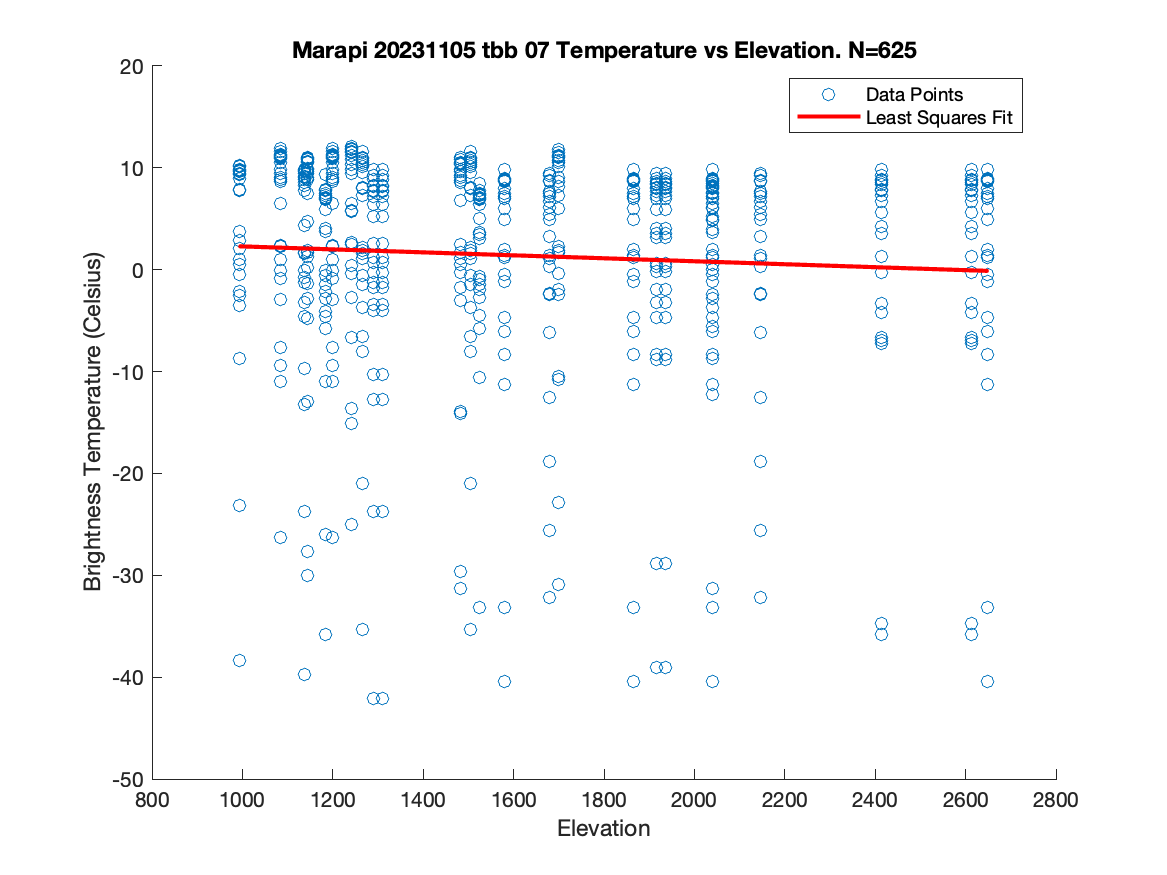 Marapi 20231105 tbb 07 Temperature vs Elevation. N=625
Data Points
Least Squares Fit
Brightness Temperature (Celsius)
20
10
0
-10
-20
-30
-40
-50
800 1000 1200 1400 1600 1800 2000 2200 2400 2600 2800
Elevation